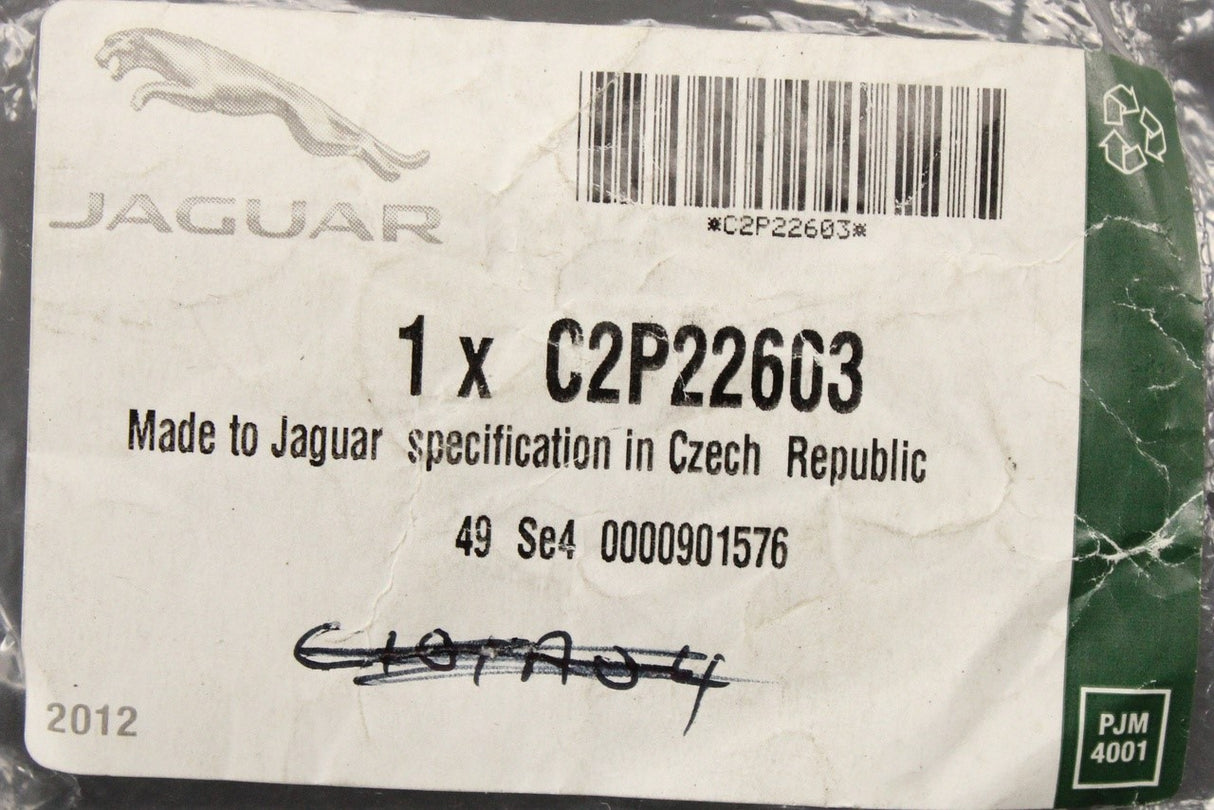 JAGUAR
*C2P22603*
1 x C2P22603
Made to Jaguar specification in Czech Republic
49 Se4 0000901576
2012
PJM
4001